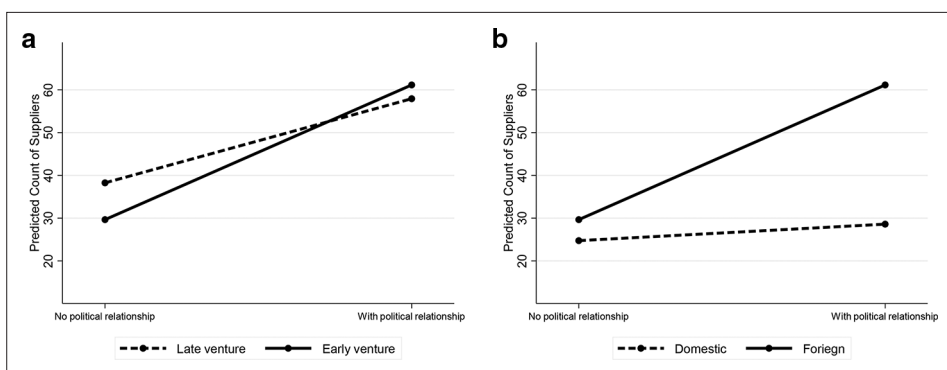 a
Predicted Count of Suppliers
60
50
40
30
20
No political relationship
With political relationship
Late venture
Early venture
b
Predicted Count of Suppliers
60
50
40
30
20
No political relationship
With political relationship
Domestic
Foriegn